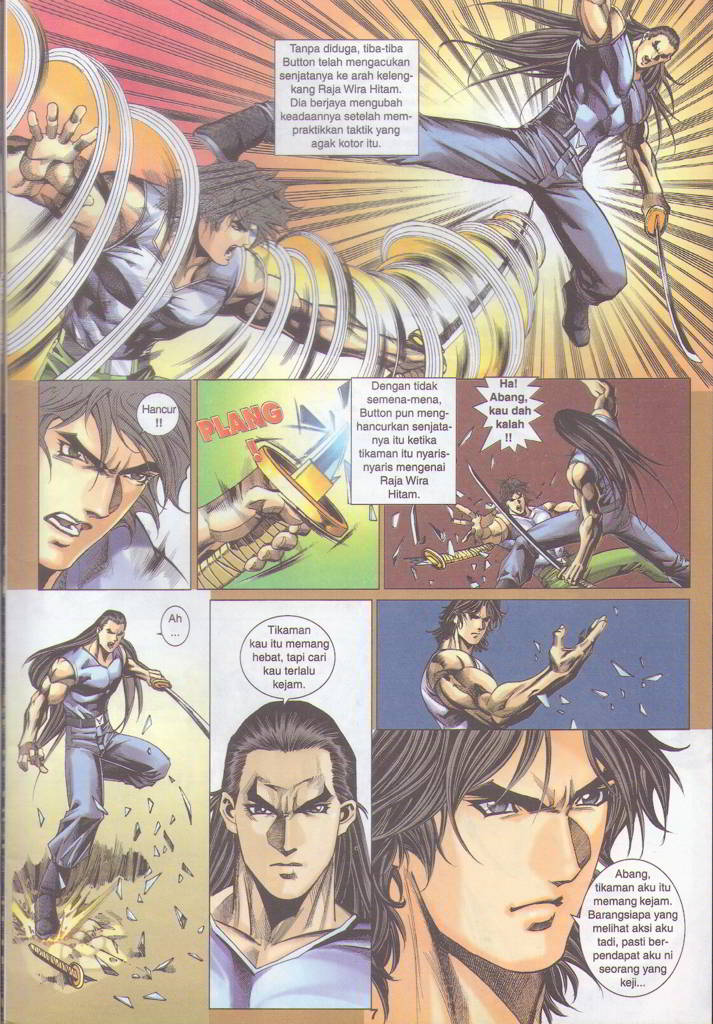 Tanpa diduga, tiba-tiba
Button telah mengacukan
senjatanya ke arah keleng-
kang Raja Wira Hitam.
Dia berjaya mengubah
keadaannya setelah mem-
praktikkan taktik yang
agak kotor itu.
Hancur
!!
PLANG
!
Dengan tidak
semena-mena,
Button pun meng-
hancurkan senjata-
nya itu ketika
tikaman itu nyaris-
nyaris mengenai
Raja Wira
Hitam.
Ha!
Abang,
kau dah
kalah
!!
Ah
...
Tikaman
kau itu memang
hebat, tapi cari
kau terlalu
kejam.
Abang,
tikaman aku itu
memang kejam.
Barangsiapa yang
melihat aksi aku
tadi, pasti ber-
pendapat aku ni
seorang yang
keji...
7